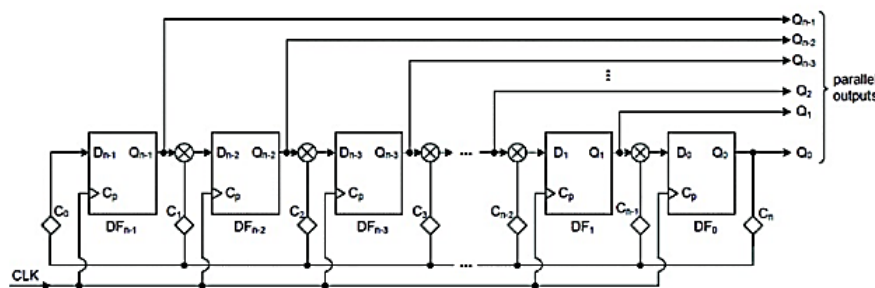 Qn-1
Qn-2
Qn-3
Q2
Q1
Q0
parallel
outputs
Dn-1 Qn-1 Dn-2 Qn-2 Dn-3 Qn-3 ... D1 Q1 D0 Q0
Cp Cp Cp Cp Cp
C0 C1 C2 C3 Cn-2 Cn-1 Cn
DFn-1 DFn-2 DFn-3 DF1 DF0
CLK